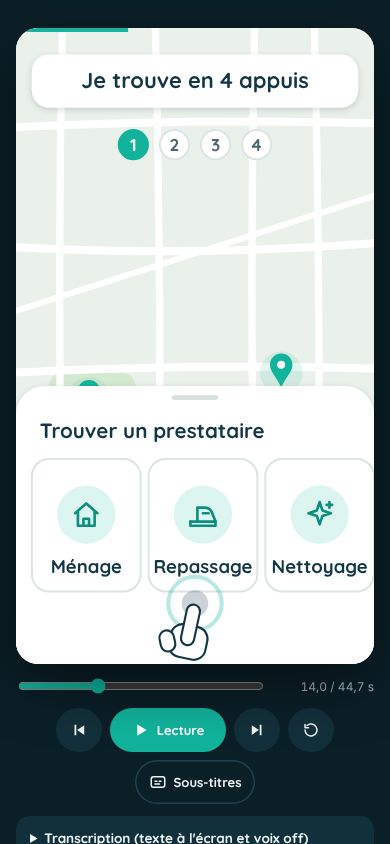 Je trouve en 4 appuis
1 2 3 4
Trouver un prestataire
Ménage Repassage Nettoyage
14,0 / 44,7 s
Lecture
Sous-titres
Transcription (texte à l'écran et voix off)